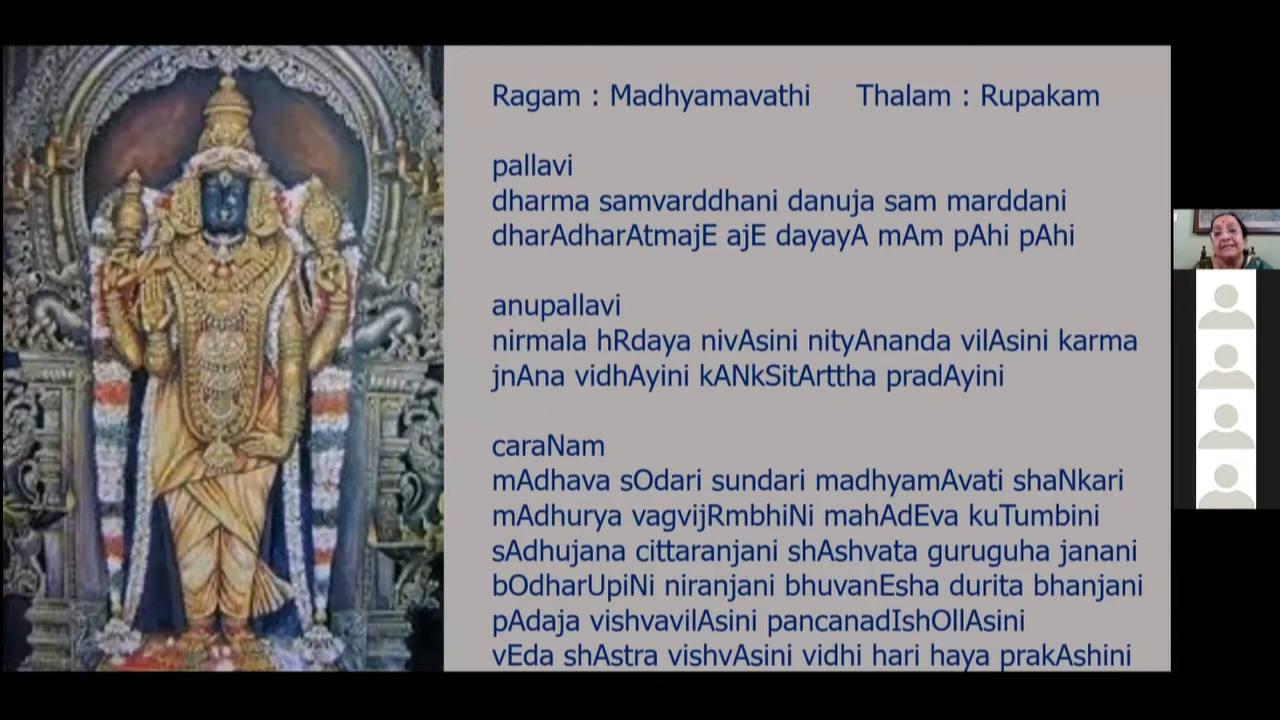 Ragam : Madhyamavathi Thalam : Rupakam
pallavi
dharma samvarddhani danuja sam marddani
dharAdharAtmajE ajE dayayA mAm pAhi pAhi
anupallavi
nirmala hRdaya nivAsini nityAnanda vilAsini karma
jnAna vidhAyini kANkSitArttha pradAyini
caraNam
mAdhava sOdari sundari madhyamAvati shaNkari
mAdhurya vagvijRmbhiNi mahAdEva kuTumbini
sAdhujana cittaranjani shAshvata guruguha janani
bOdharUpiNi niranjani bhuvanEsha durita bhanjani
pAdaja vishvavilAsini pancanadIshOllAsini
vEda shAstra vishvAsini vidhi hari haya prakAshini